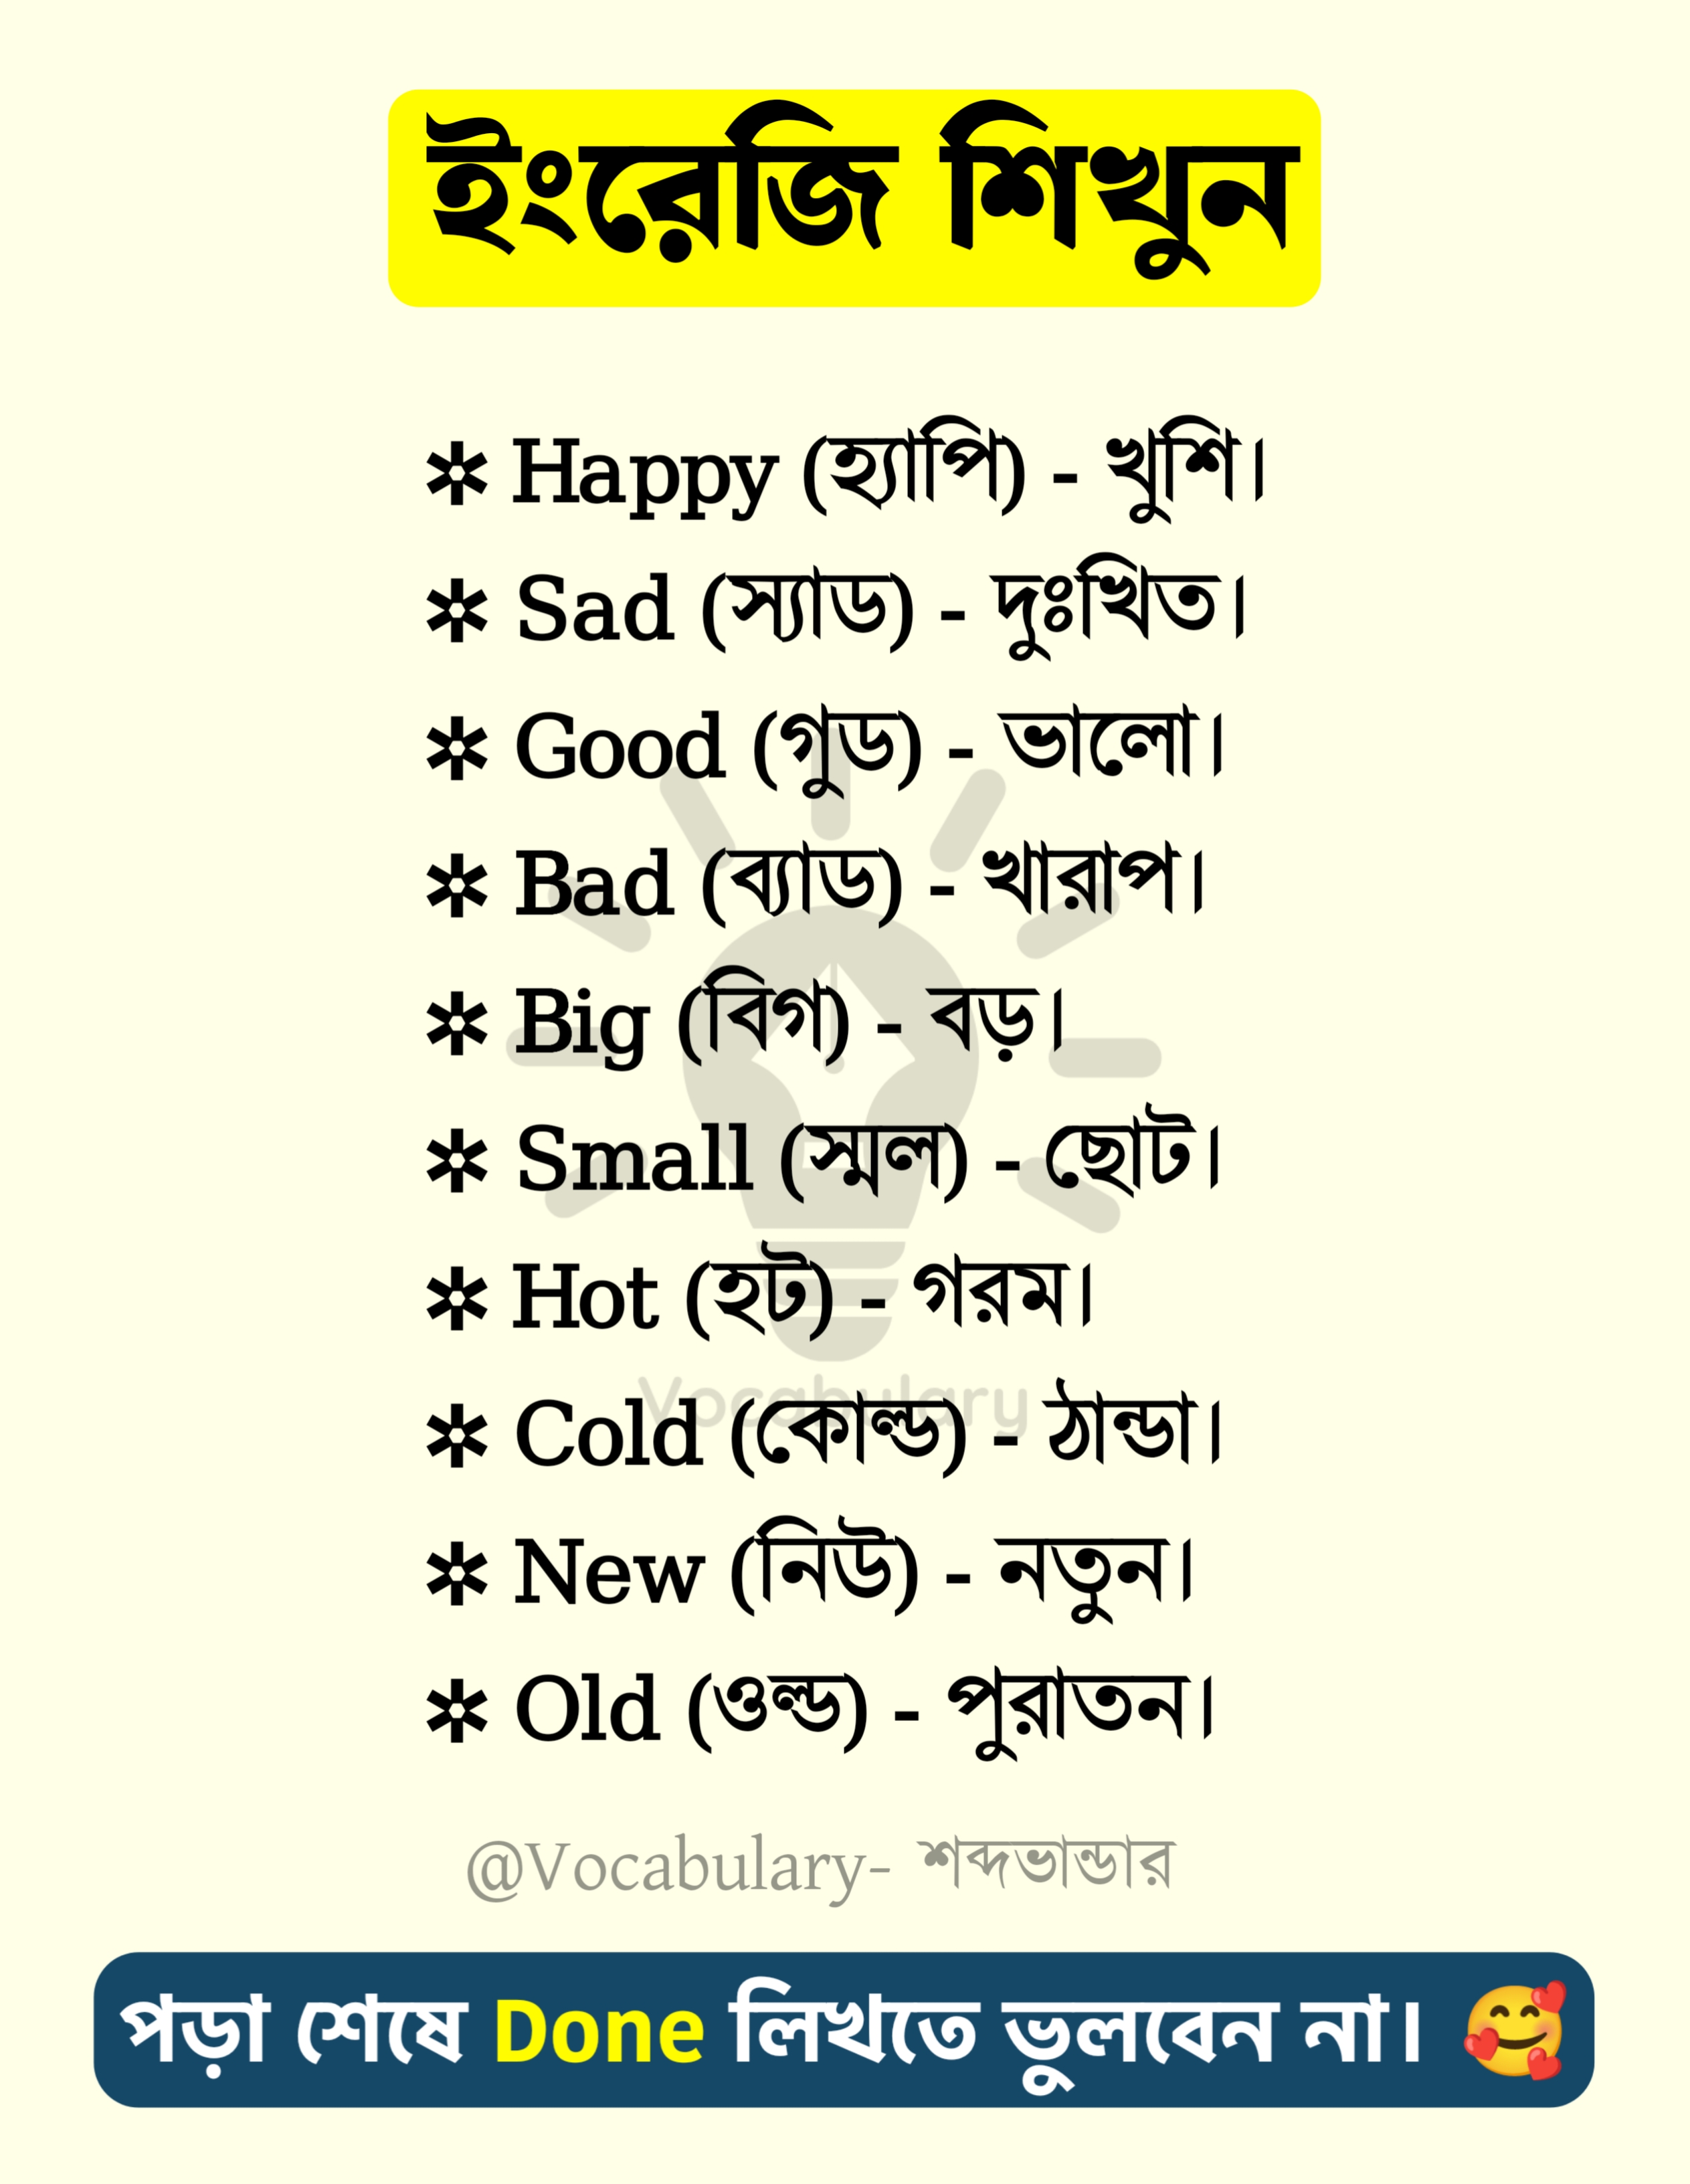 ইংরেজি শিখুন
* Happy (হ্যাপি) - খুশি।
* Sad (স্যাড) - দুঃখিত।
* Good (গুড) - ভালো।
* Bad (ব্যাড) - খারাপ।
* Big (বিগ) - বড়।
* Small (স্মল) - ছোট।
* Hot (হট) - গরম।
Vocabulary
* Cold (কোল্ড) - ঠান্ডা।
* New (নিউ) - নতুন।
* Old (ওল্ড) - পুরাতন।
@Vocabulary- শব্দভান্ডার
পড়া শেষে Done লিখতে ভুলবেন না। 🥰